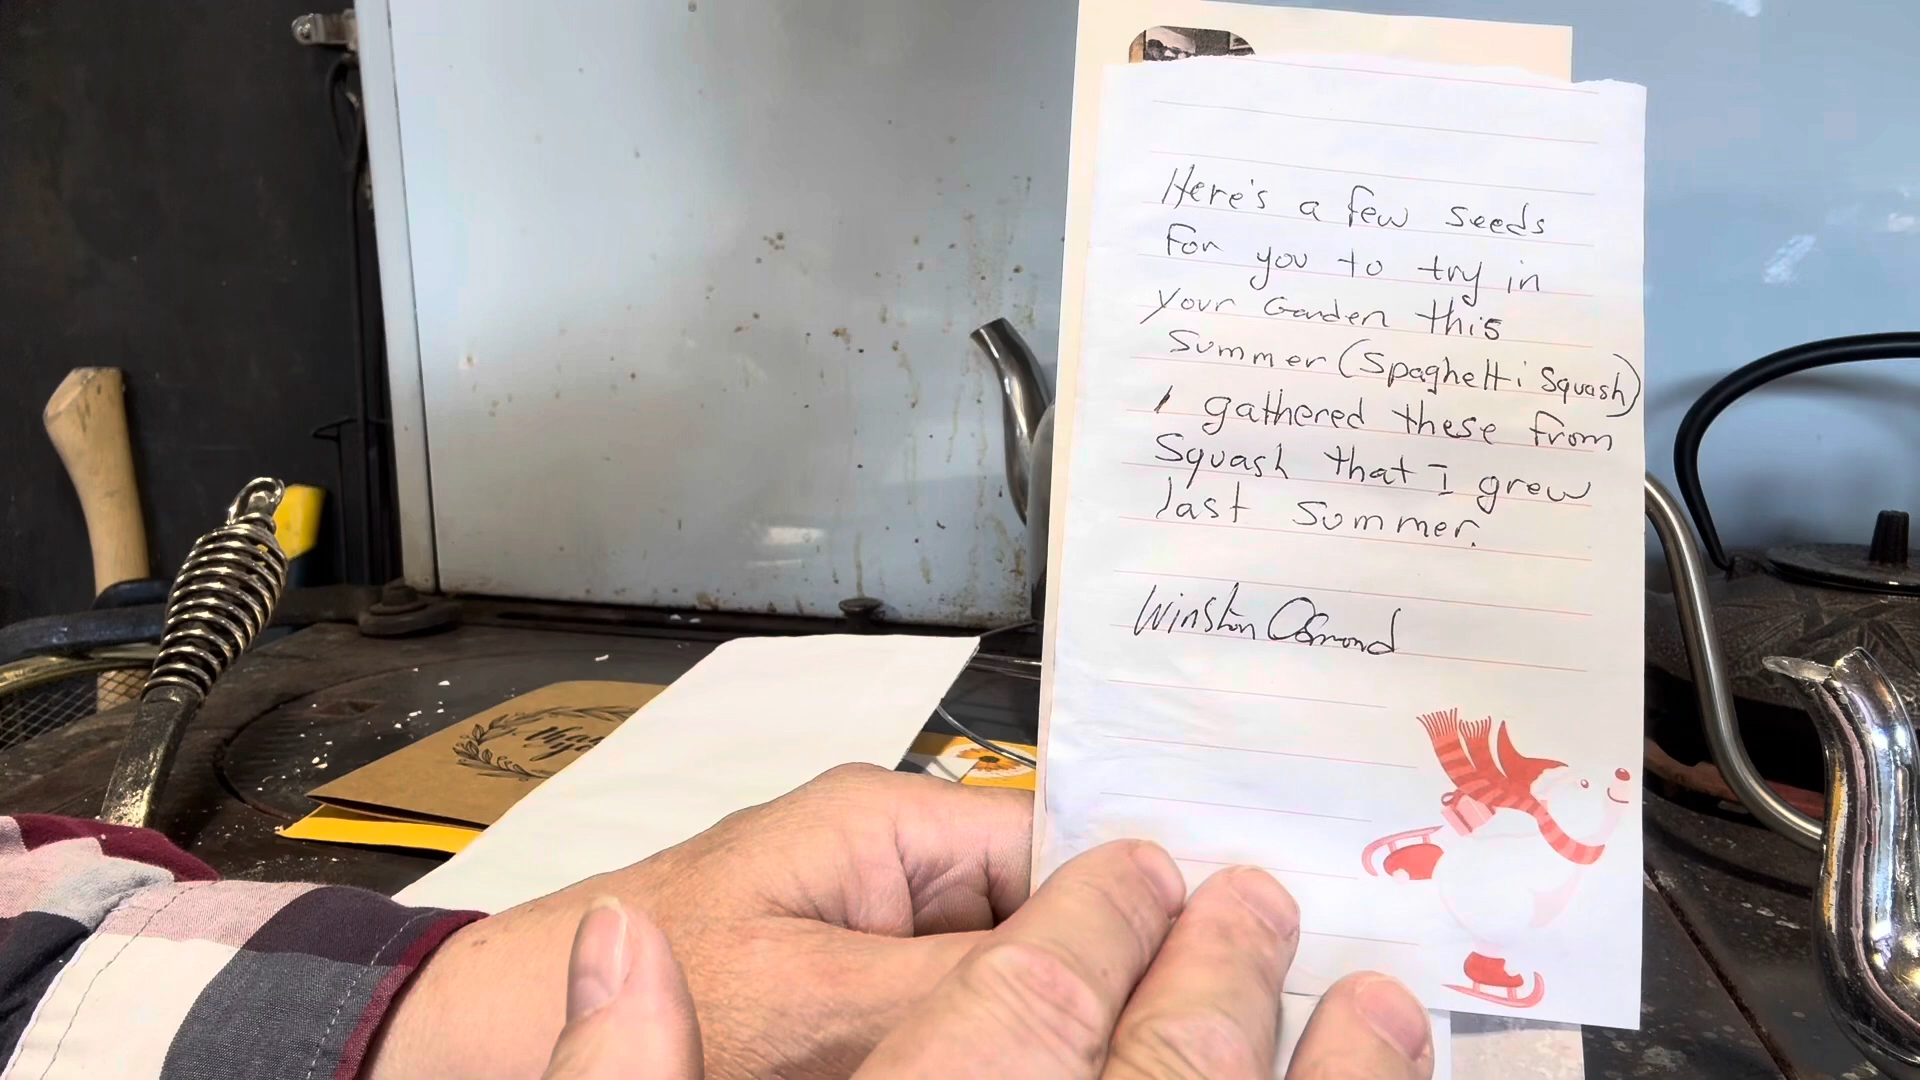 Here's a few seeds
For you to try in
your Garden this
Summer (Spaghetti Squash)
I gathered these from
Squash that I grew
last summer.
Winston Osmond